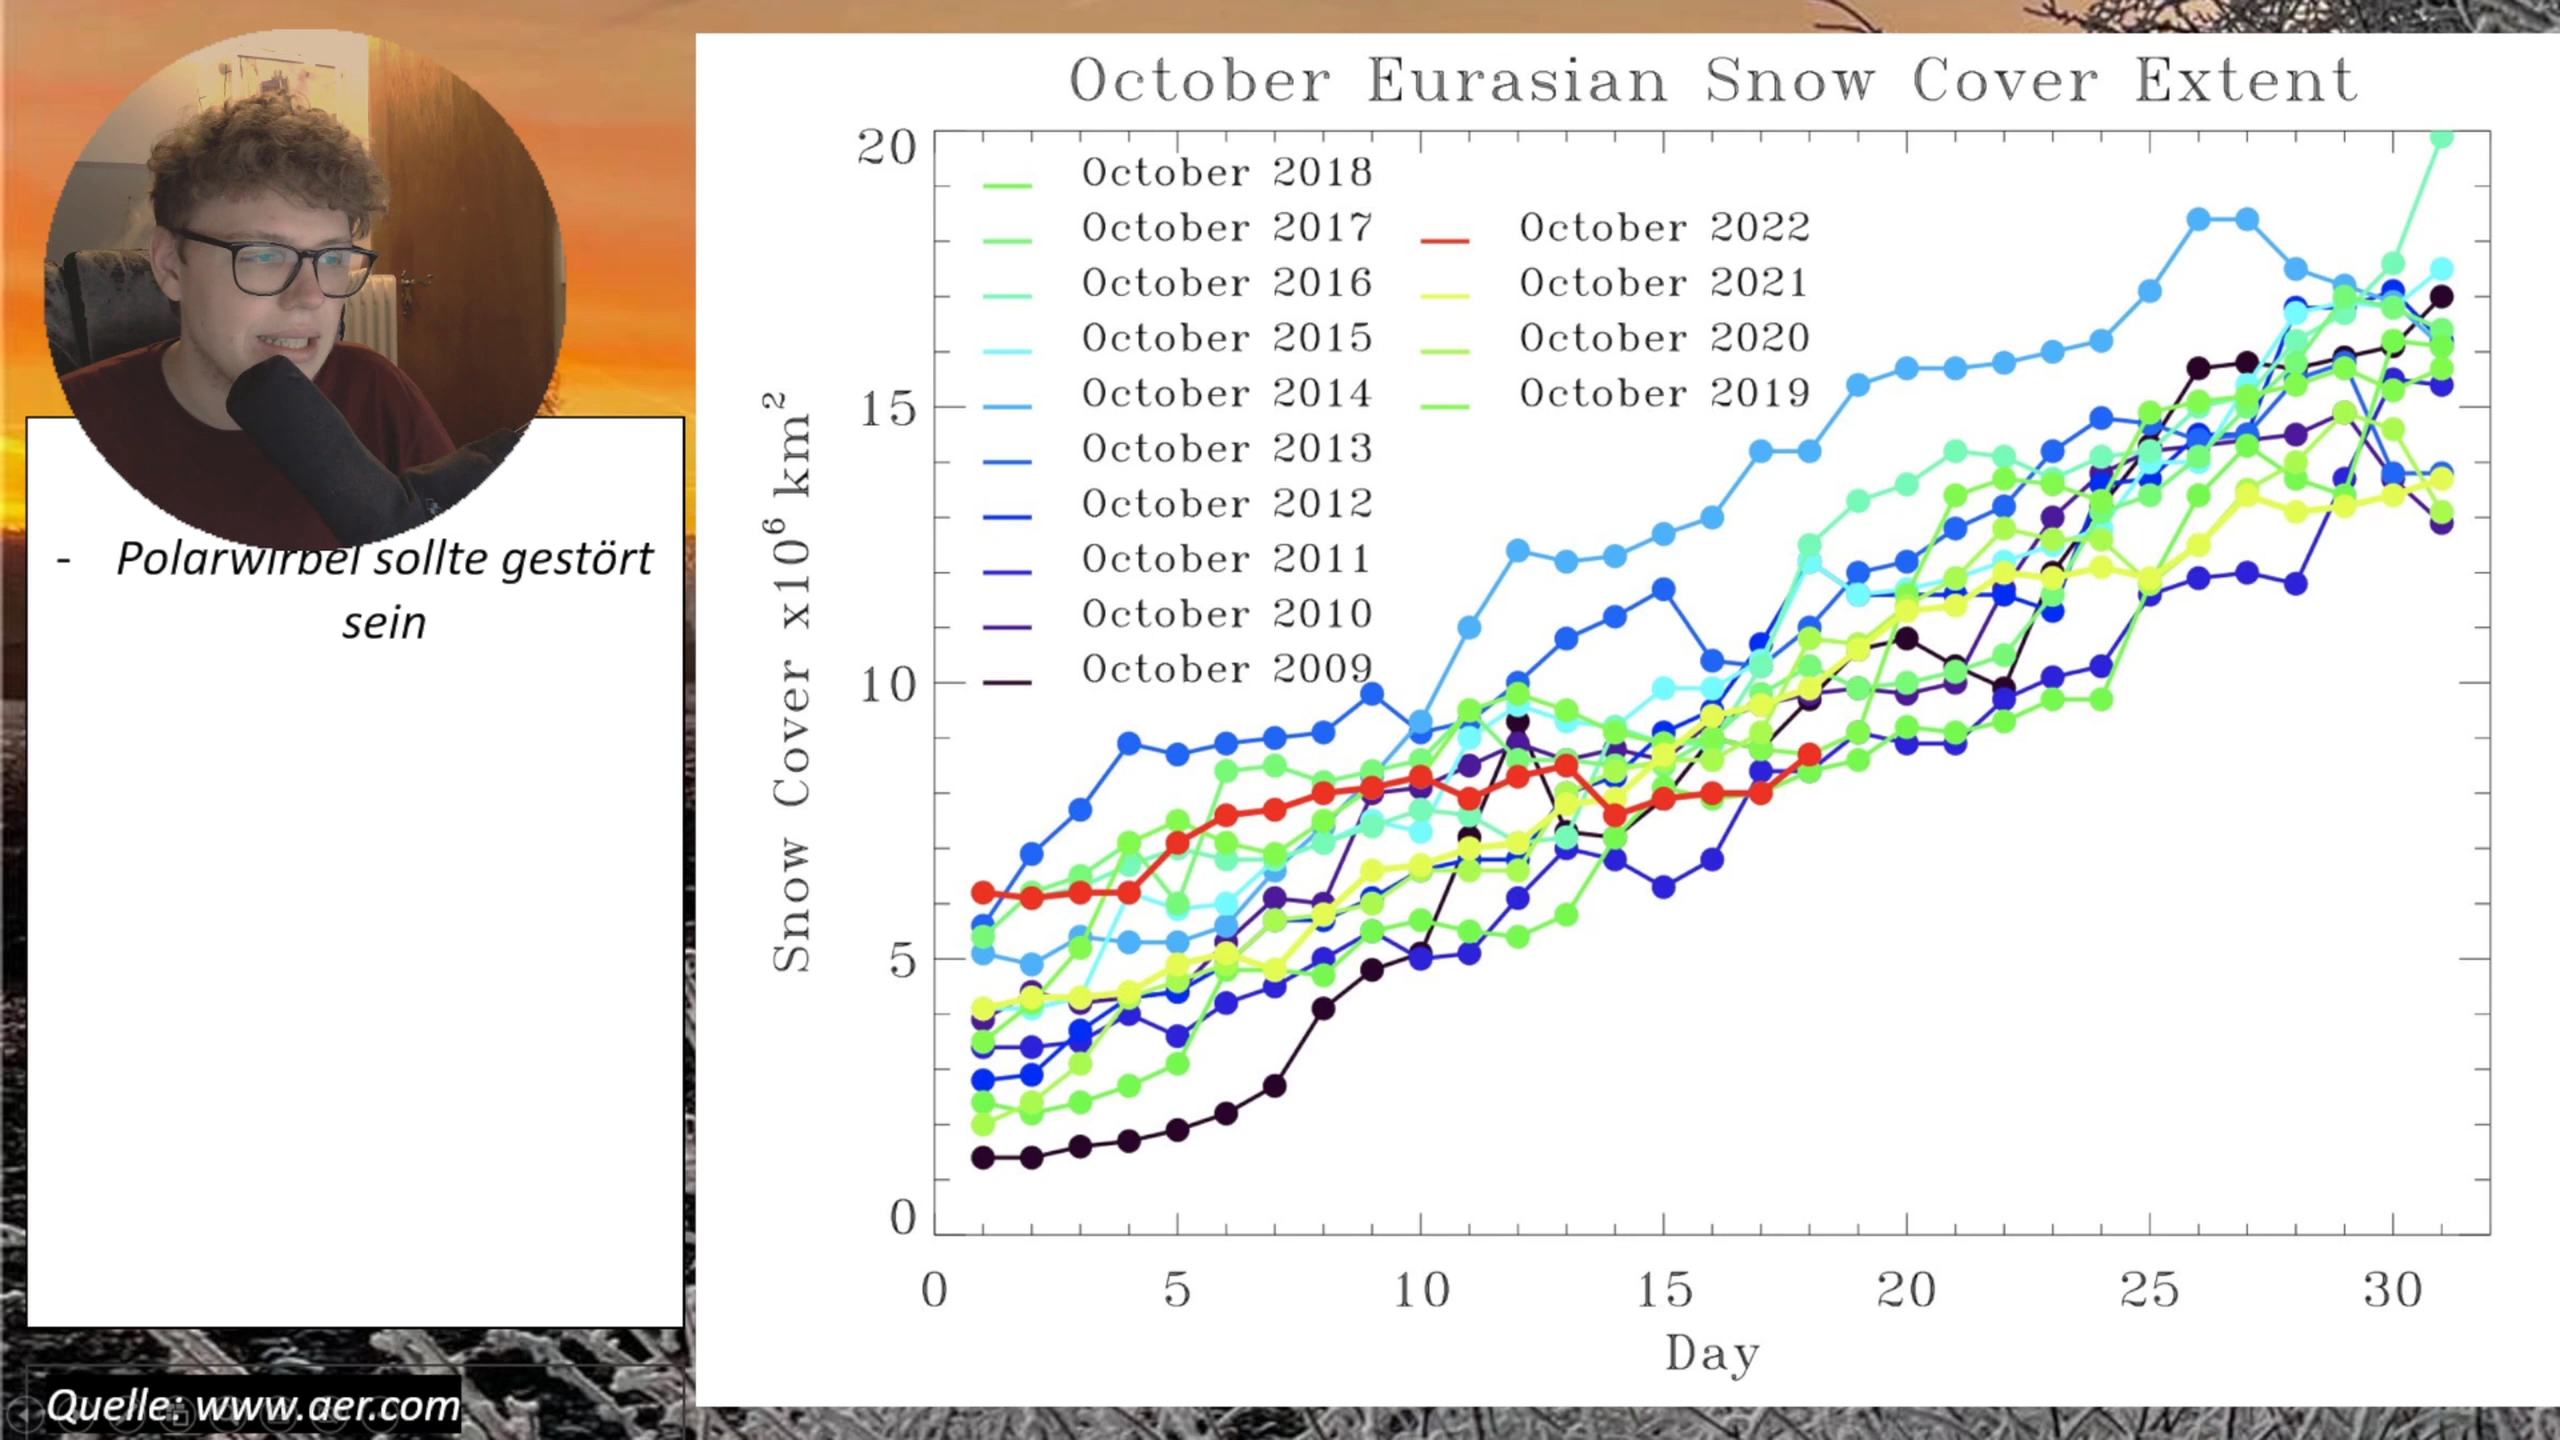 October Eurasian Snow Cover Extent
20
15
10
5
0
Snow Cover x10⁶ km²
October 2018
October 2017
October 2016
October 2015
October 2014
October 2013
October 2012
October 2011
October 2010
October 2009
October 2022
October 2021
October 2020
October 2019
0 5 10 15 20 25 30
Day
- Polarwirbel sollte gestört
sein
Quelle: www.aer.com